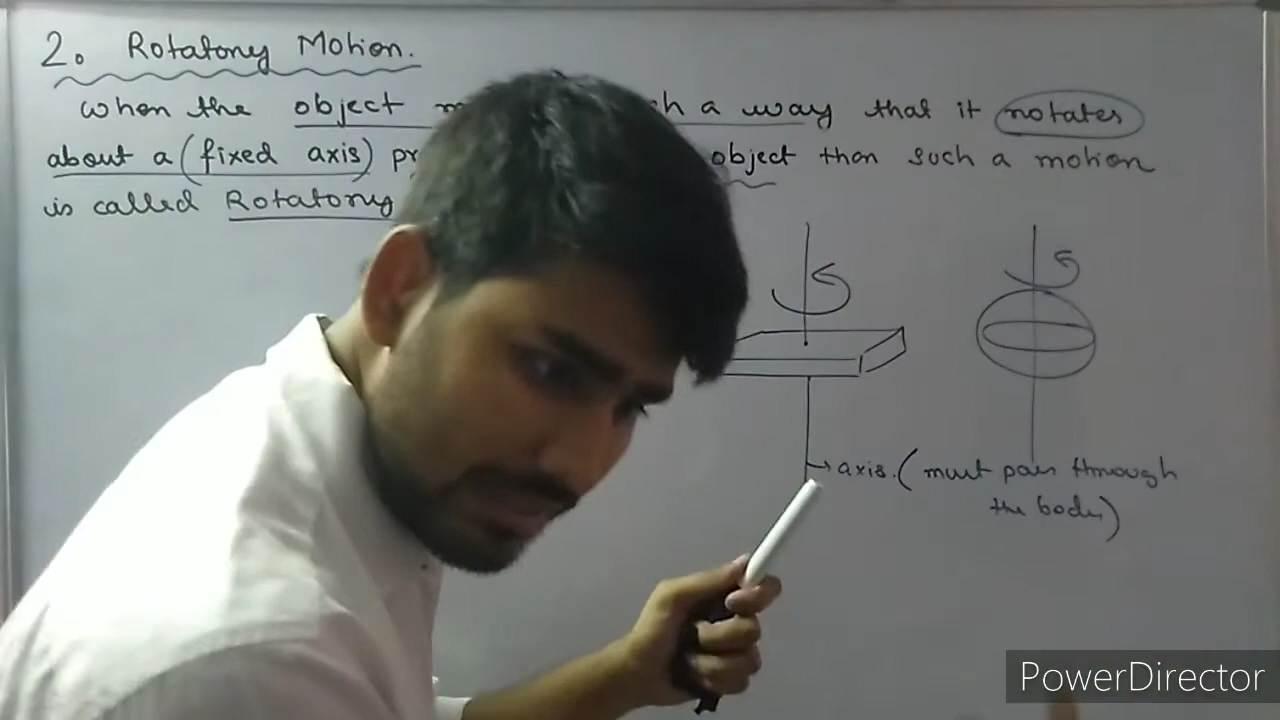 2. Rotatory Motion.
When the object h a way that it rotates
about a (fixed axis) object then such a motion
is called Rotatory
axis. (must pass through
the body)
PowerDirector